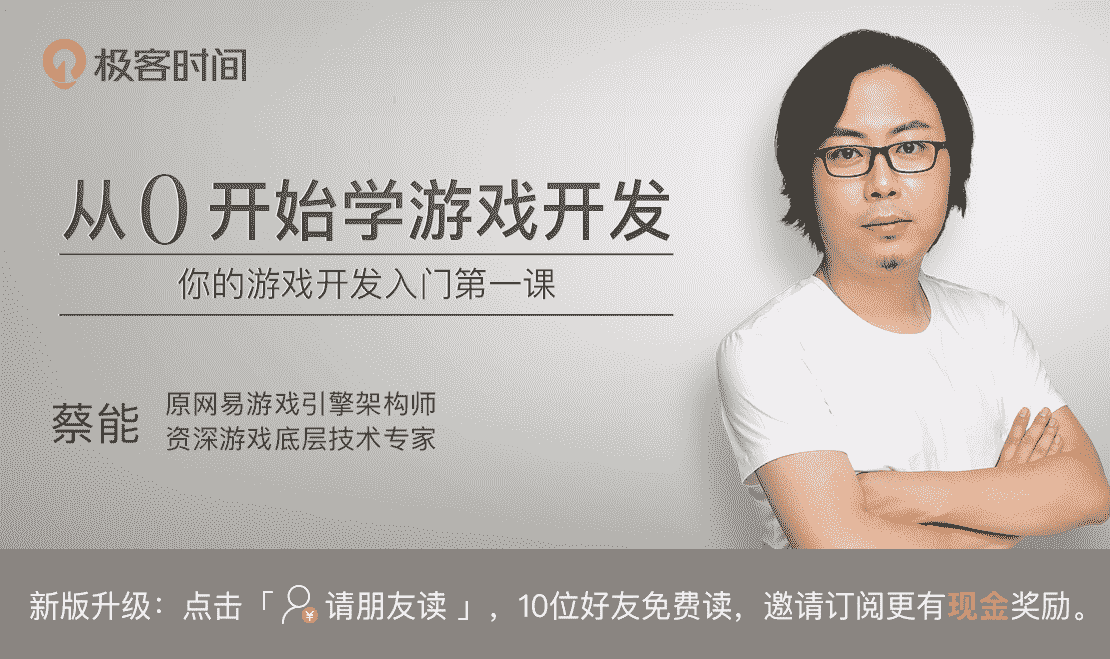 极客时间
从0开始学游戏开发
你的游戏开发入门第一课
蔡能
原网易游戏引擎架构师
资深游戏底层技术专家
新版升级：点击「¥请朋友读」，10位好友免费读，邀请订阅更有现金奖励。